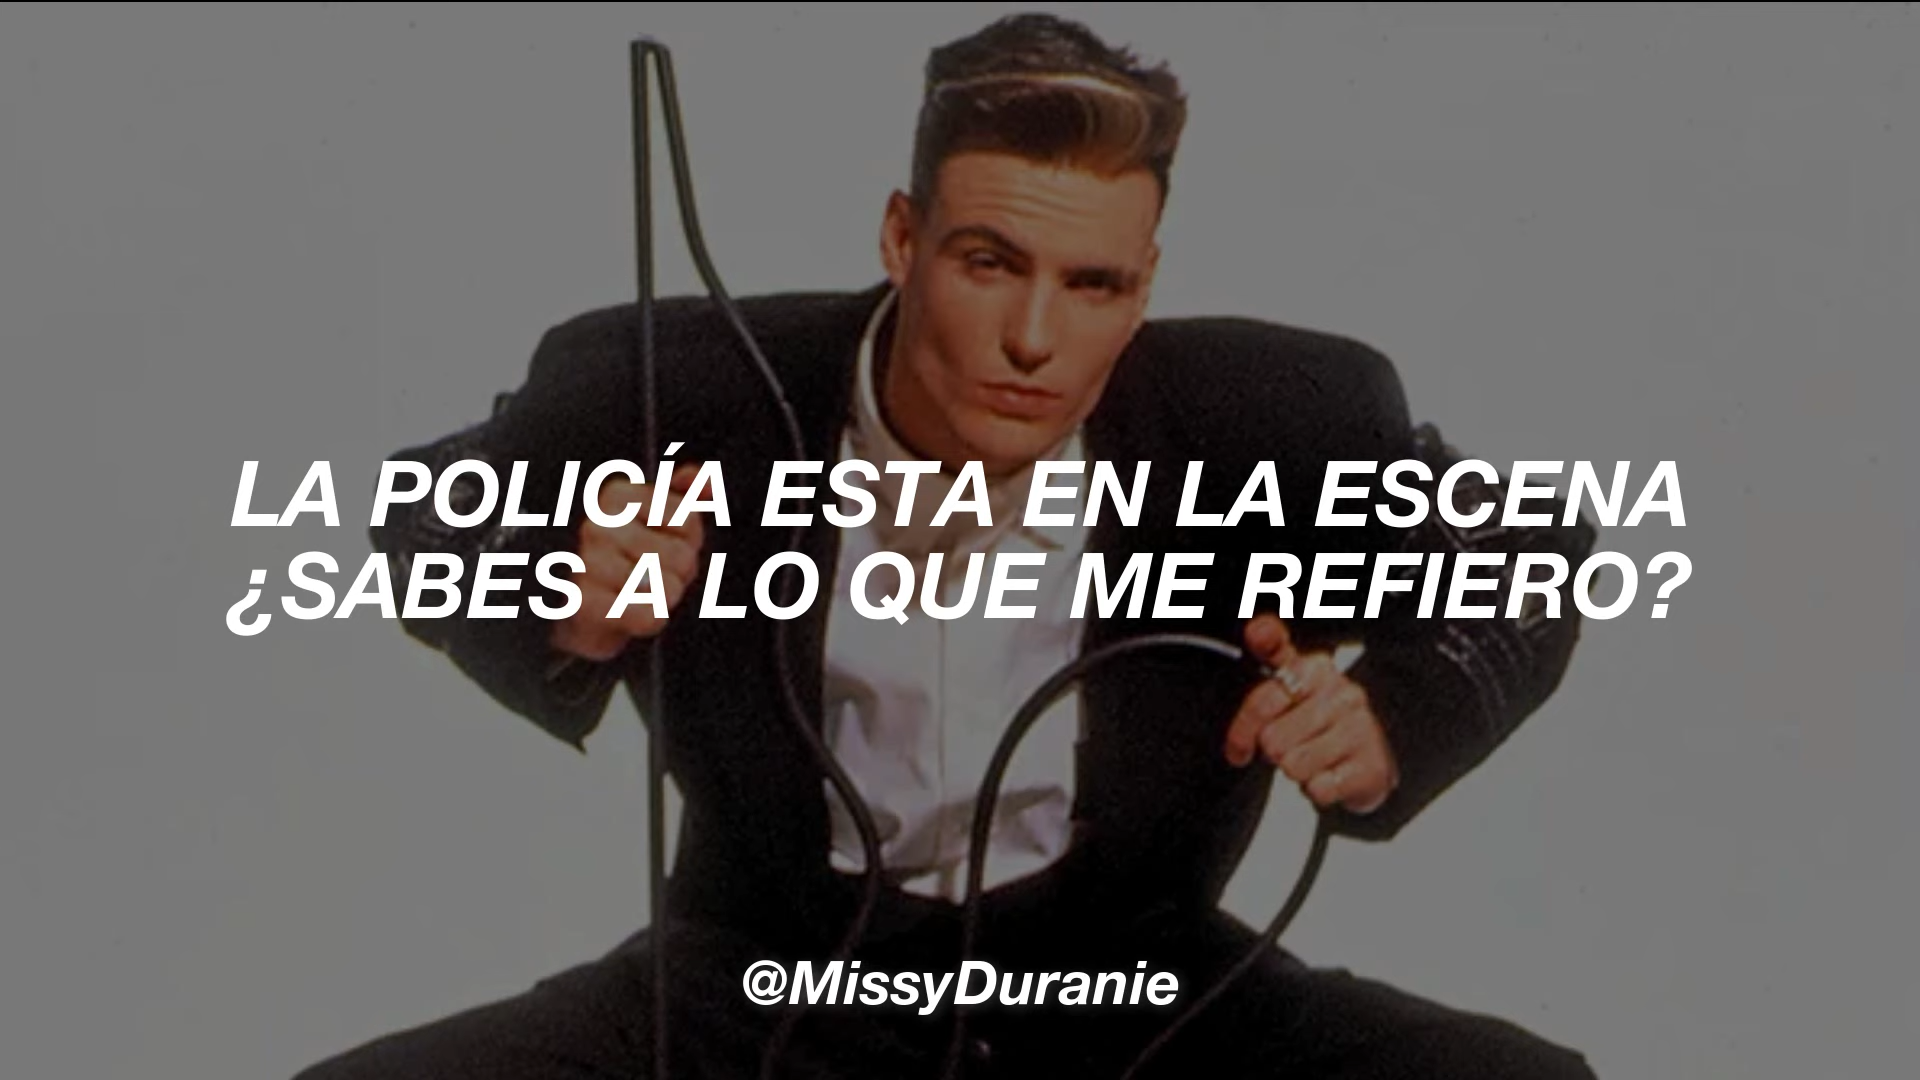 LA POLICÍA ESTA EN LA ESCENA
¿SABES A LO QUE ME REFIERO?
@MissyDuranie